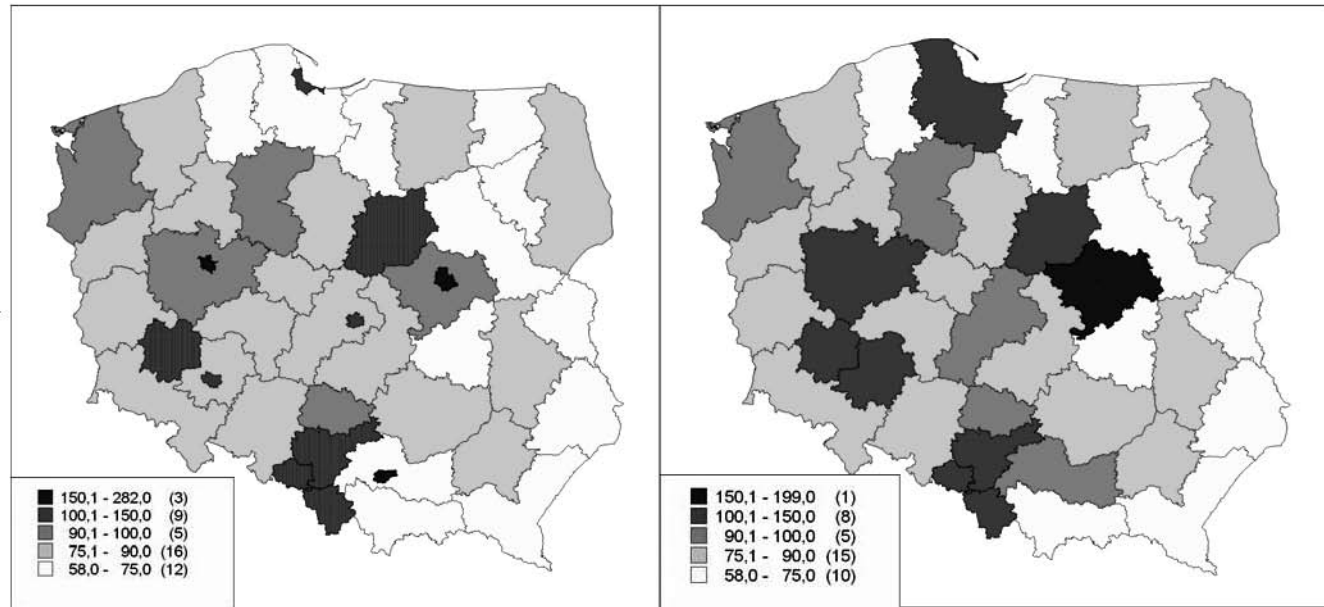 150,1 - 282,0 (3)
100,1 - 150,0 (9)
90,1 - 100,0 (5)
75,1 - 90,0 (16)
58,0 - 75,0 (12)
150,1 - 199,0 (1)
100,1 - 150,0 (8)
90,1 - 100,0 (5)
75,1 - 90,0 (15)
58,0 - 75,0 (10)